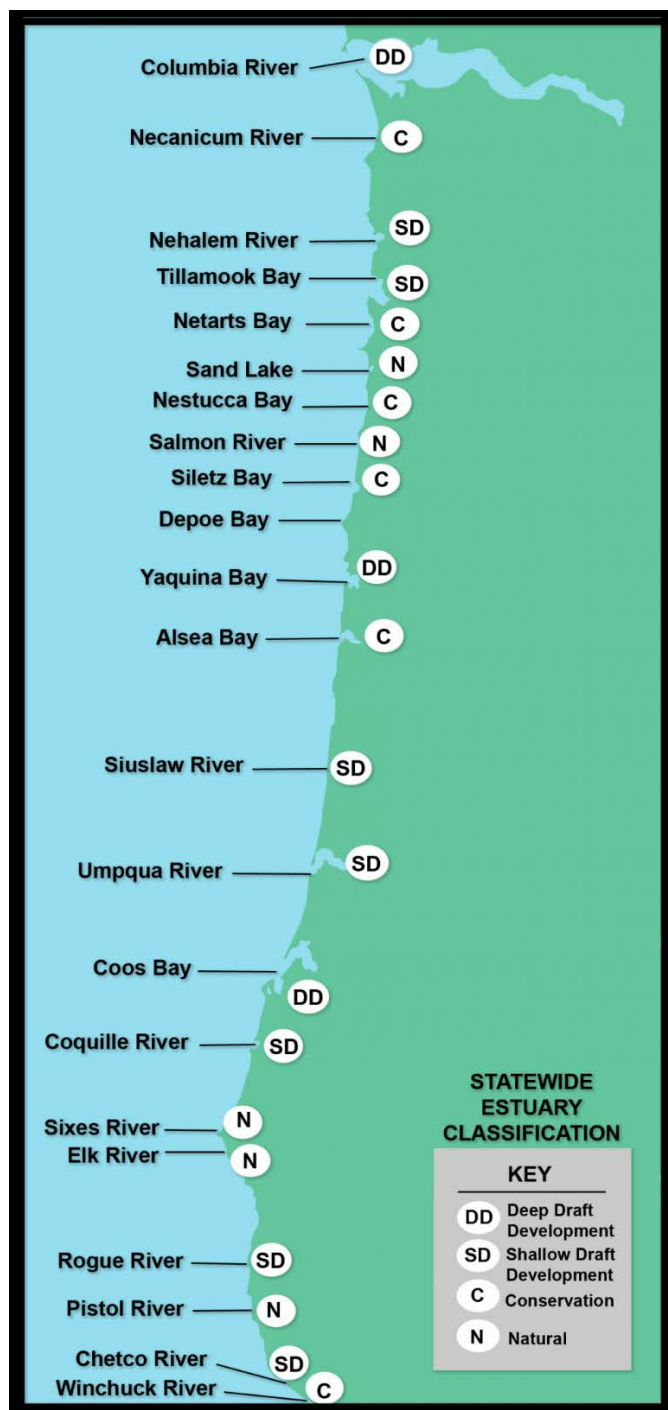 Columbia River
DD
Necanicum River
C
Nehalem River
SD
Tillamook Bay
SD
Netarts Bay
C
Sand Lake
N
Nestucca Bay
C
Salmon River
N
Siletz Bay
C
Depoe Bay
Yaquina Bay
DD
Alsea Bay
C
Siuslaw River
SD
Umpqua River
SD
Coos Bay
DD
Coquille River
SD
Sixes River
N
Elk River
N
Rogue River
SD
Pistol River
N
Chetco River
SD
Winchuck River
C
STATEWIDE
ESTUARY
CLASSIFICATION
KEY
DD Deep Draft
Development
SD Shallow Draft
Development
C Conservation
N Natural